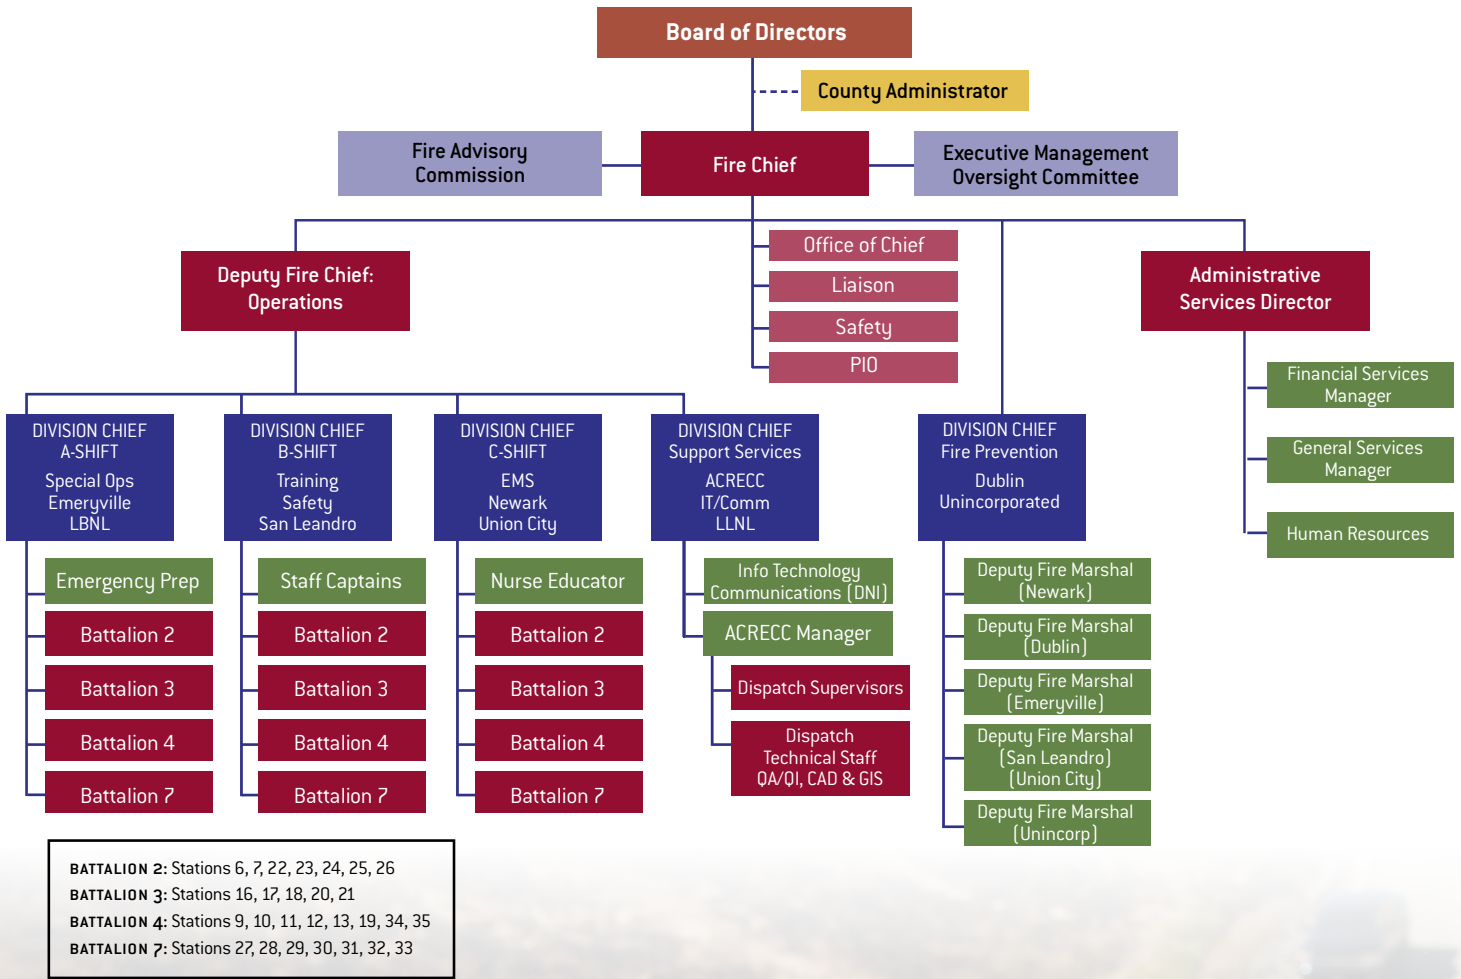 Board of Directors
County Administrator
Fire Advisory
Commission
Fire Chief
Executive Management
Oversight Committee
Office of Chief
Liaison
Safety
PIO
Deputy Fire Chief:
Operations
Administrative
Services Director
Financial Services
Manager
General Services
Manager
Human Resources
DIVISION CHIEF
A-SHIFT
Special Ops
Emeryville
LBNL
Emergency Prep
Battalion 2
Battalion 3
Battalion 4
Battalion 7
DIVISION CHIEF
B-SHIFT
Training
Safety
San Leandro
Staff Captains
Battalion 2
Battalion 3
Battalion 4
Battalion 7
DIVISION CHIEF
C-SHIFT
EMS
Newark
Union City
Nurse Educator
Battalion 2
Battalion 3
Battalion 4
Battalion 7
DIVISION CHIEF
Support Services
ACRECC
IT/Comm
LLNL
Info Technology
Communications (DNI)
ACRECC Manager
Dispatch Supervisors
Dispatch
Technical Staff
QA/QI, CAD & GIS
DIVISION CHIEF
Fire Prevention
Dublin
Unincorporated
Deputy Fire Marshal
(Newark)
Deputy Fire Marshal
(Dublin)
Deputy Fire Marshal
(Emeryville)
Deputy Fire Marshal
(San Leandro)
(Union City)
Deputy Fire Marshal
(Unincorp)
BATTALION 2: Stations 6, 7, 22, 23, 24, 25, 26
BATTALION 3: Stations 16, 17, 18, 20, 21
BATTALION 4: Stations 9, 10, 11, 12, 13, 19, 34, 35
BATTALION 7: Stations 27, 28, 29, 30, 31, 32, 33